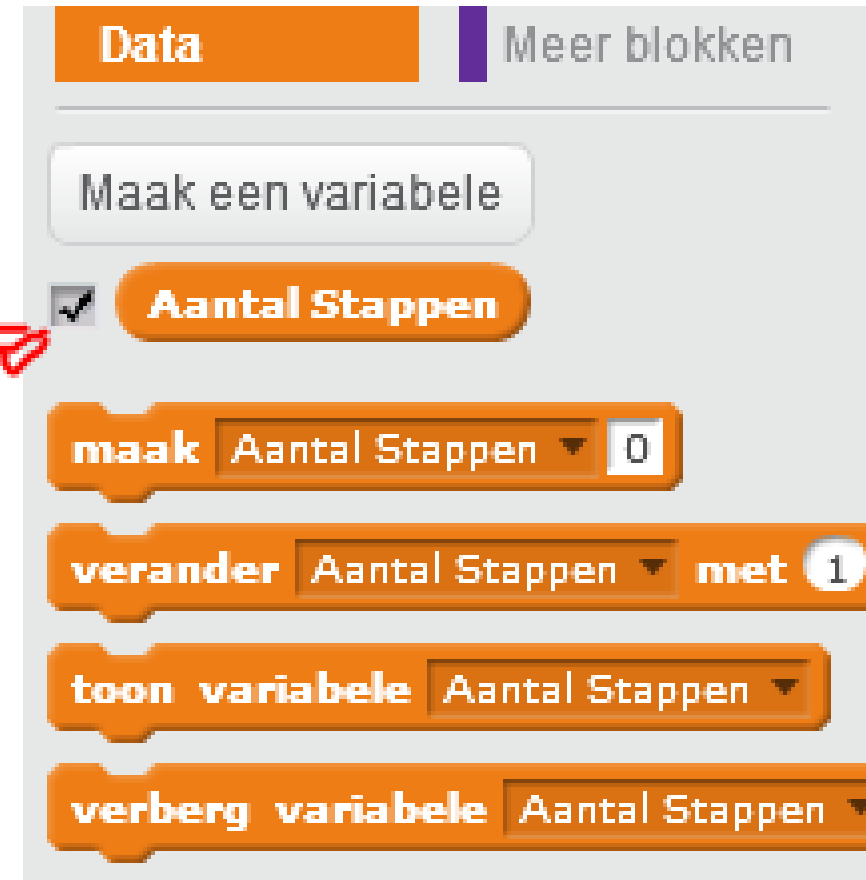 Data Meer blokken
Maak een variabele
Aantal Stappen
maak Aantal Stappen 0
verander Aantal Stappen met 1
toon variabele Aantal Stappen
verberg variabele Aantal Stappen